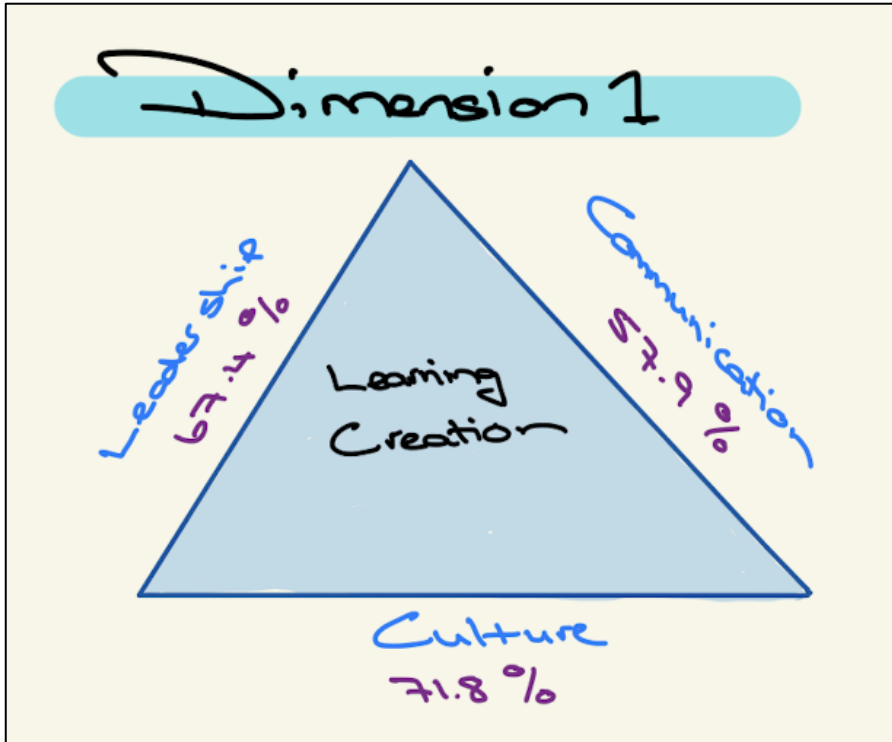 Dimension 1
Leadership
67.4 %
Communication
57.9 %
Learning
Creation
Culture
71.8 %